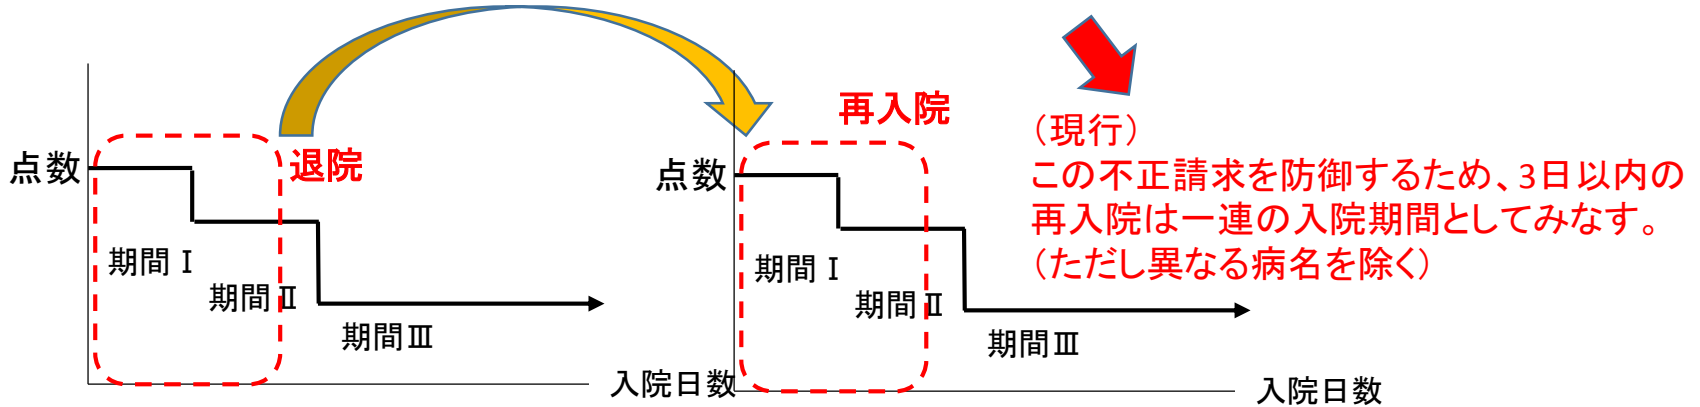 点数
退院
期間Ⅰ
期間Ⅱ
期間Ⅲ
入院日数
再入院
点数
期間Ⅰ
期間Ⅱ
期間Ⅲ
入院日数
（現行）
この不正請求を防御するため、3日以内の
再入院は一連の入院期間としてみなす。
（ただし異なる病名を除く）